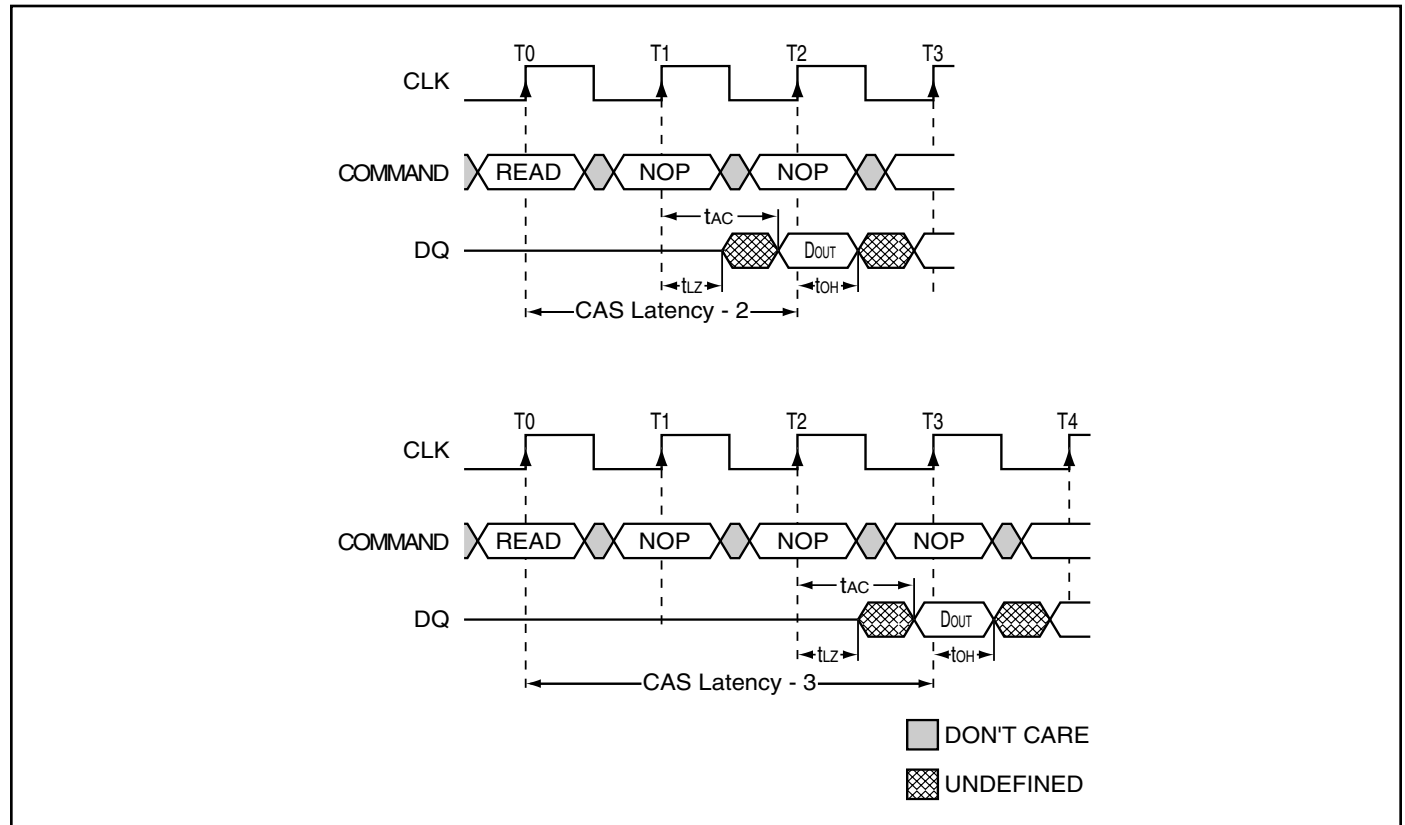 T0 T1 T2 T3
CLK
COMMAND READ NOP NOP
tAC
DQ DOUT
tLZ tOH
CAS Latency - 2
T0 T1 T2 T3 T4
CLK
COMMAND READ NOP NOP NOP
tAC
DQ DOUT
tLZ tOH
CAS Latency - 3
DON'T CARE
UNDEFINED